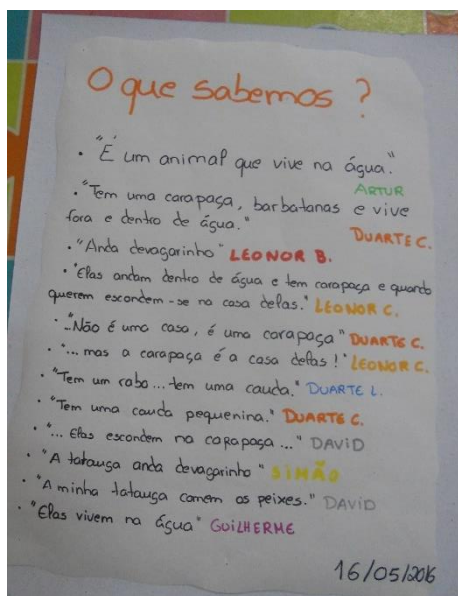 O que sabemos ?
• "É um animal que vive na água."
ARTUR
• "Tem uma carapaça, barbatanas e vive
fora e dentro de água."
DUARTE C.
• "Anda devagarinho" LEONOR B.
• "Elas andam dentro de água e tem carapaça e quando
querem escondem-se na casa delas." LEONOR C.
• "...Não é uma casa, é uma carapaça" DUARTE C.
• "... mas a carapaça é a casa delas!" LEONOR C.
• "Tem um rabo... tem uma cauda." DUARTE L.
• "Tem uma cauda pequenina." DUARTE C.
• "... Elas escondem na carapaça ..." DAVID
• "A tatauga anda devagarinho" SIMÃO
• "A minha tatauga comem os peixes." DAVID
• "Elas vivem na água" GUILHERME
16/05/2016